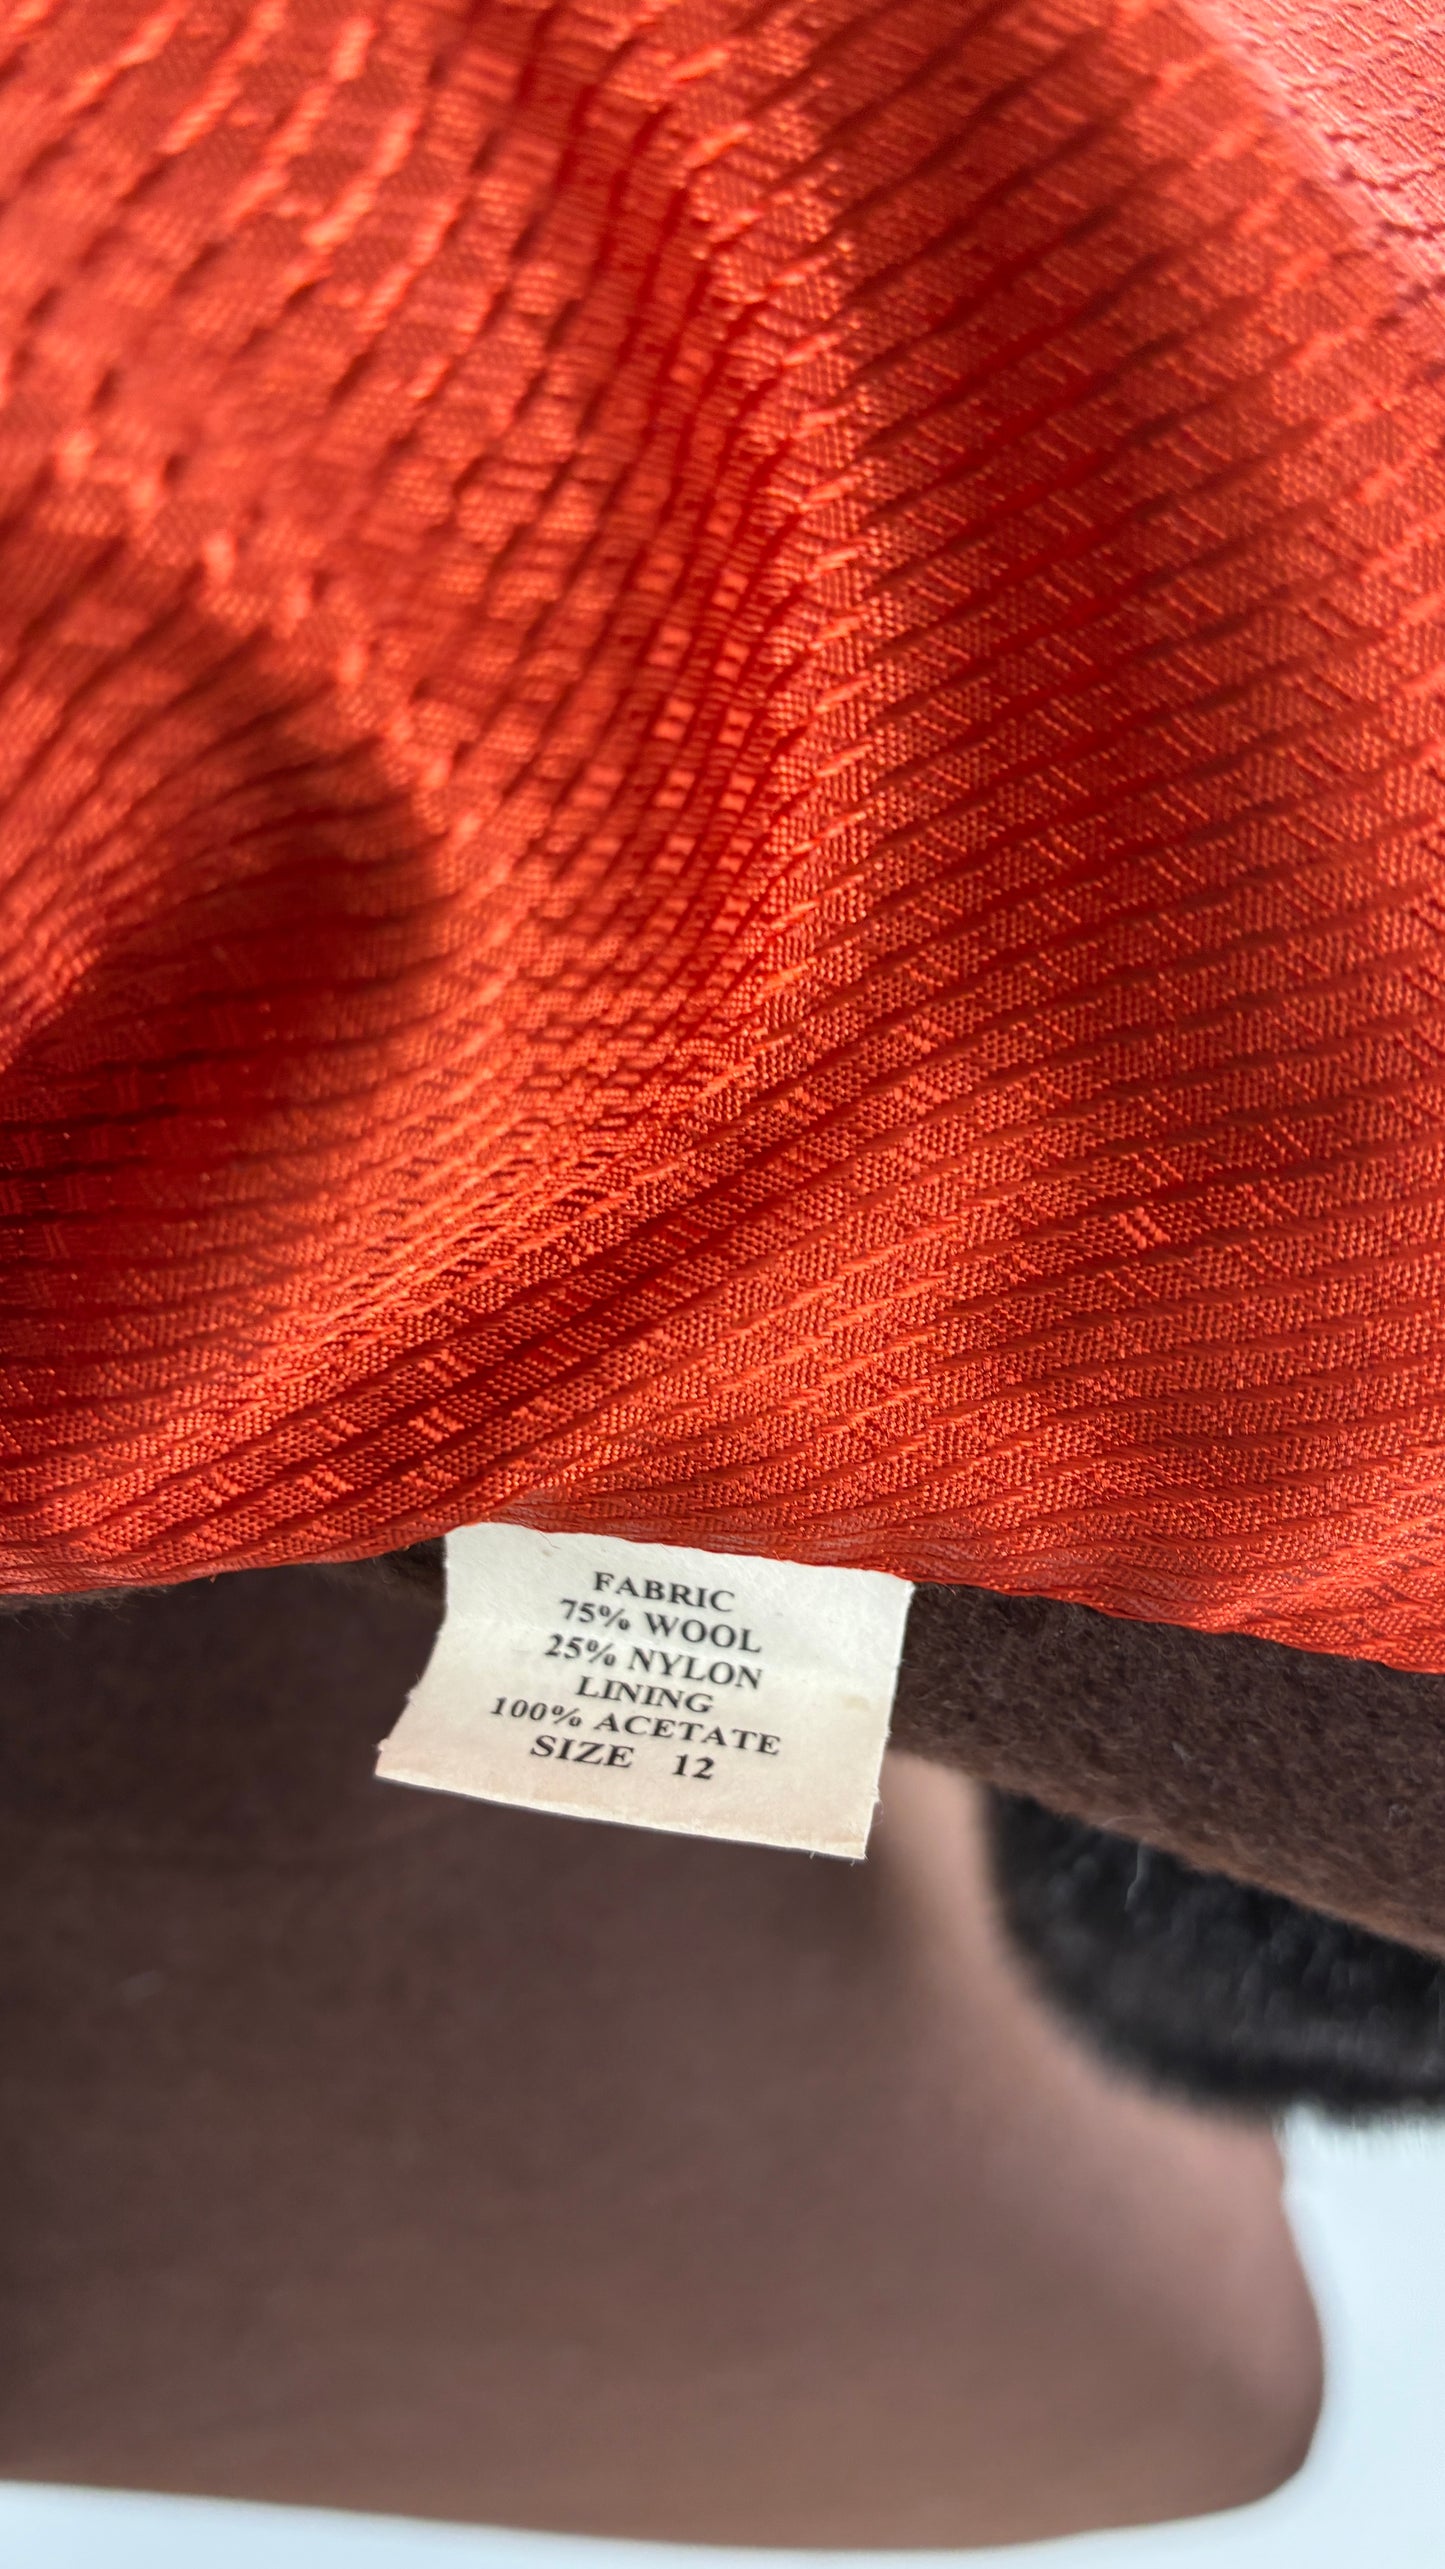 FABRIC
75% WOOL
25% NYLON
LINING
100% ACETATE
SIZE 12